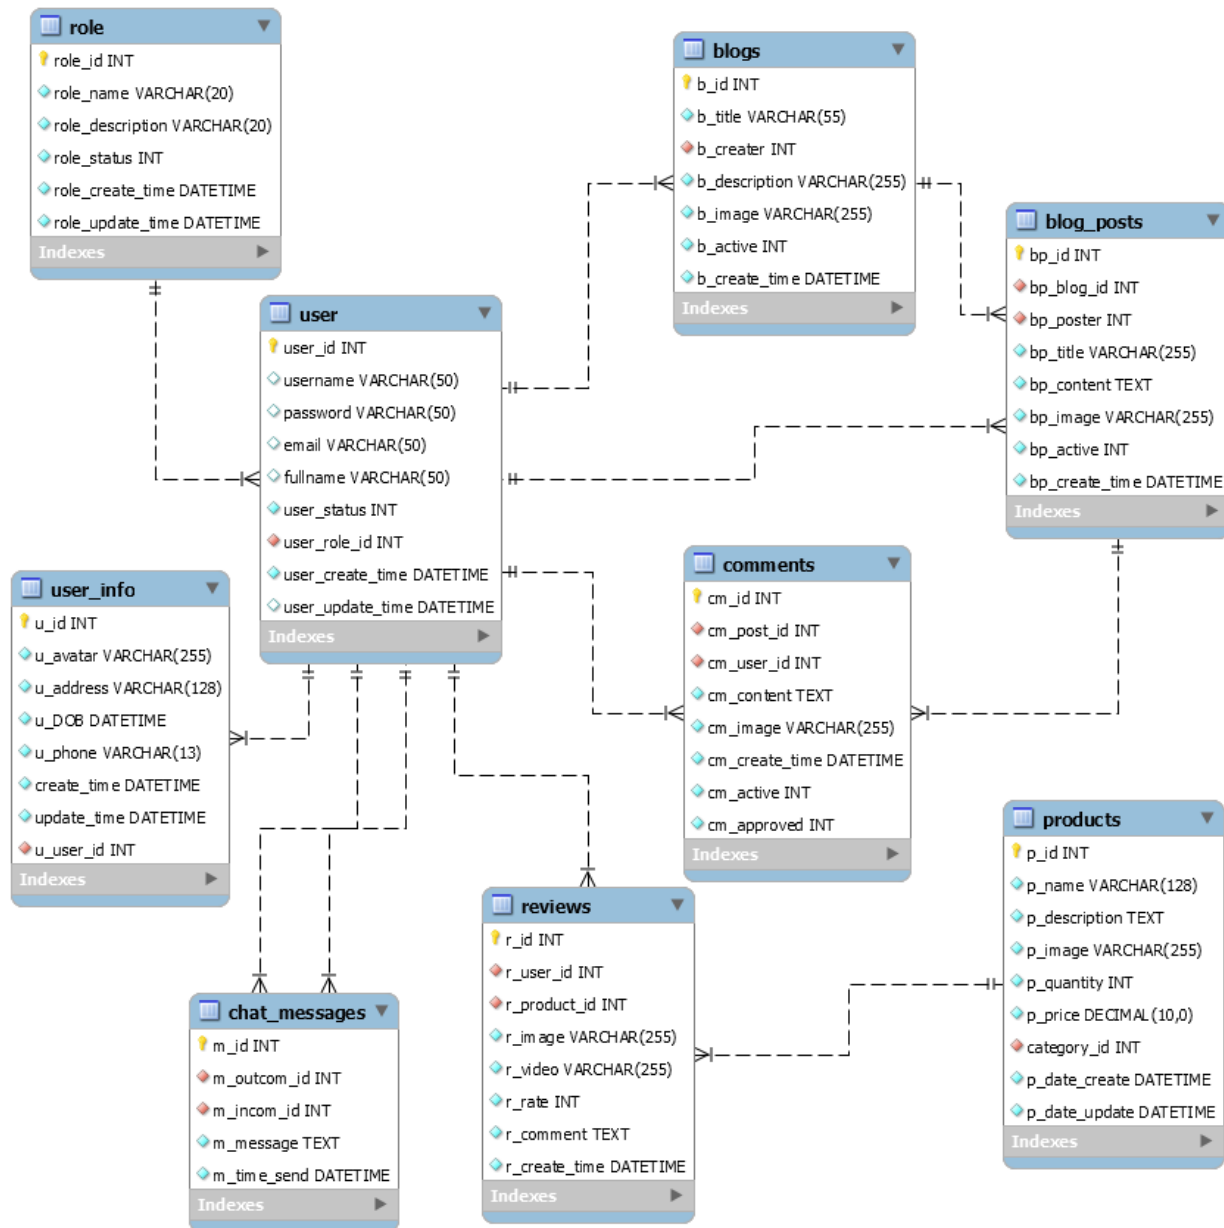 role
role_id INT
role_name VARCHAR(20)
role_description VARCHAR(20)
role_status INT
role_create_time DATETIME
role_update_time DATETIME
Indexes
blogs
b_id INT
b_title VARCHAR(55)
b_creater INT
b_description VARCHAR(255)
b_image VARCHAR(255)
b_active INT
b_create_time DATETIME
Indexes
blog_posts
bp_id INT
bp_blog_id INT
bp_poster INT
bp_title VARCHAR(255)
bp_content TEXT
bp_image VARCHAR(255)
bp_active INT
bp_create_time DATETIME
Indexes
user
user_id INT
username VARCHAR(50)
password VARCHAR(50)
email VARCHAR(50)
fullname VARCHAR(50)
user_status INT
user_role_id INT
user_create_time DATETIME
user_update_time DATETIME
Indexes
user_info
u_id INT
u_avatar VARCHAR(255)
u_address VARCHAR(128)
u_DOB DATETIME
u_phone VARCHAR(13)
create_time DATETIME
update_time DATETIME
u_user_id INT
Indexes
comments
cm_id INT
cm_post_id INT
cm_user_id INT
cm_content TEXT
cm_image VARCHAR(255)
cm_create_time DATETIME
cm_active INT
cm_approved INT
Indexes
products
p_id INT
p_name VARCHAR(128)
p_description TEXT
p_image VARCHAR(255)
p_quantity INT
p_price DECIMAL(10,0)
category_id INT
p_date_create DATETIME
p_date_update DATETIME
Indexes
reviews
r_id INT
r_user_id INT
r_product_id INT
r_image VARCHAR(255)
r_video VARCHAR(255)
r_rate INT
r_comment TEXT
r_create_time DATETIME
Indexes
chat_messages
m_id INT
m_outcom_id INT
m_incom_id INT
m_message TEXT
m_time_send DATETIME
Indexes